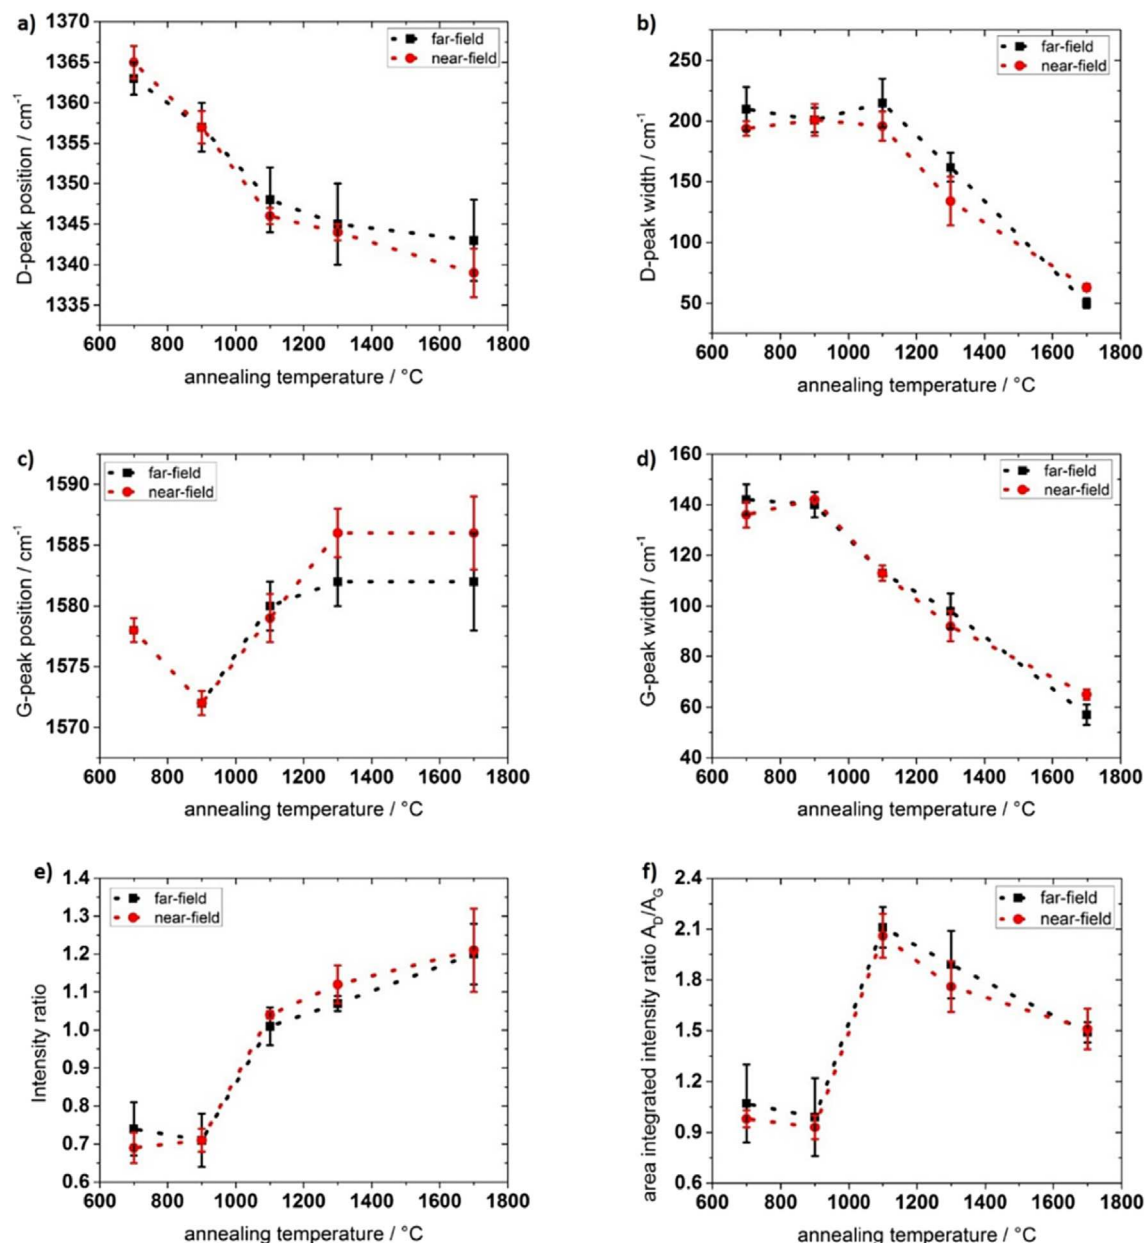 a)
1370
1365
1360
1355
1350
1345
1340
1335
D-peak position / cm⁻¹
far-field
near-field
600 800 1000 1200 1400 1600 1800
annealing temperature / °C
b)
250
200
150
100
50
D-peak width / cm⁻¹
far-field
near-field
600 800 1000 1200 1400 1600 1800
annealing temperature / °C
c)
1590
1585
1580
1575
1570
G-peak position / cm⁻¹
far-field
near-field
600 800 1000 1200 1400 1600 1800
annealing temperature / °C
d)
160
140
120
100
80
60
40
G-peak width / cm⁻¹
far-field
near-field
600 800 1000 1200 1400 1600 1800
annealing temperature / °C
e)
1.4
1.3
1.2
1.1
1.0
0.9
0.8
0.7
0.6
Intensity ratio
far-field
near-field
600 800 1000 1200 1400 1600 1800
annealing temperature / °C
f)
2.4
2.1
1.8
1.5
1.2
0.9
0.6
area integrated intensity ratio A_D/A_G
far-field
near-field
600 800 1000 1200 1400 1600 1800
annealing temperature / °C